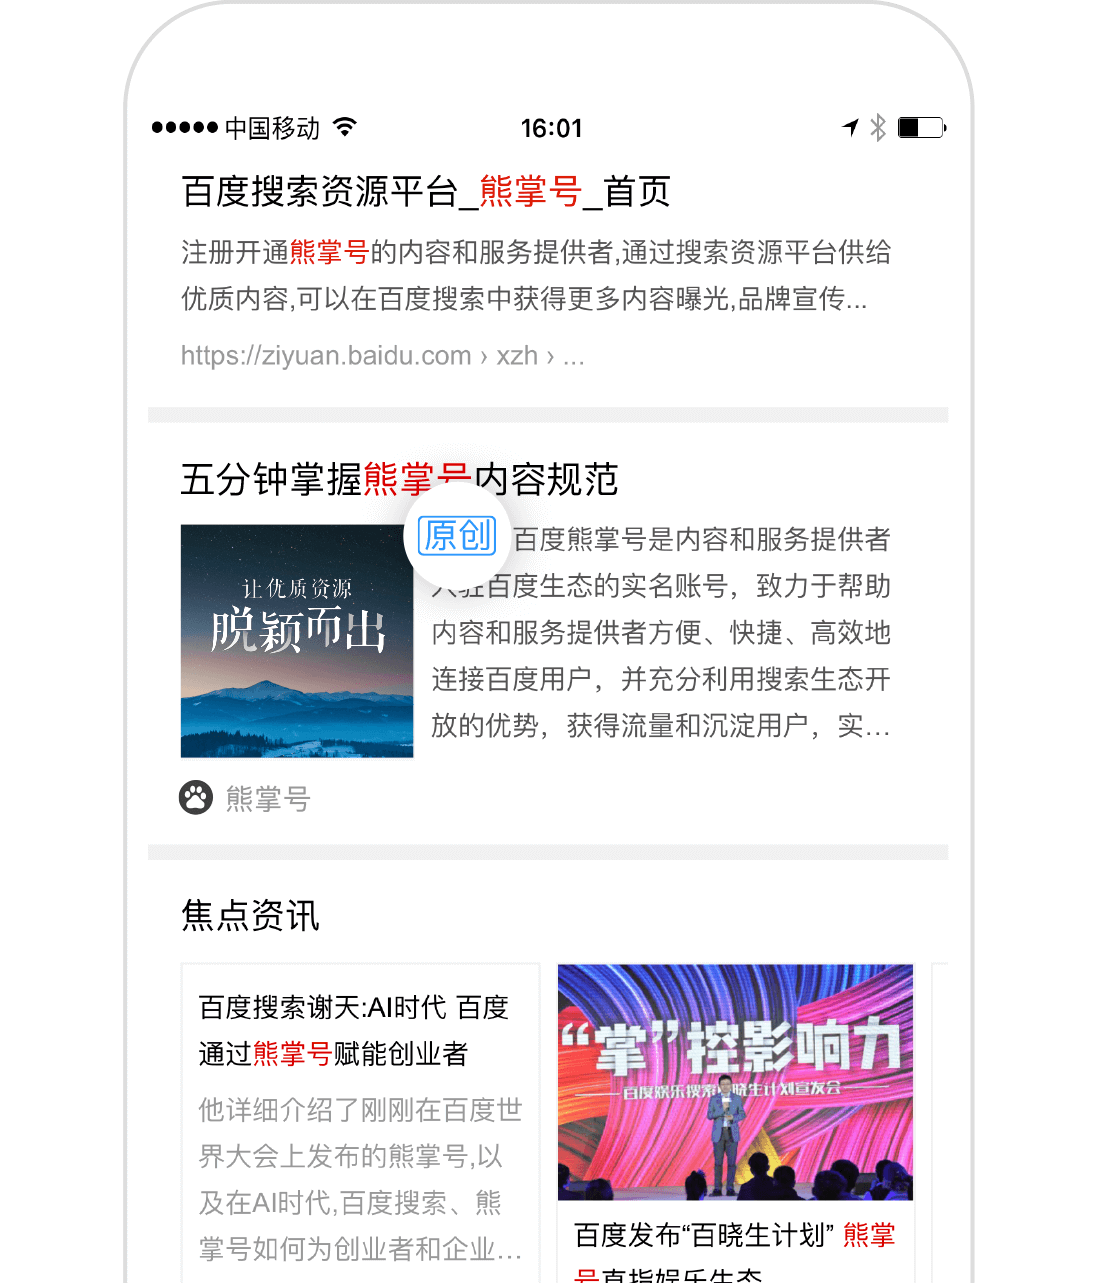 中国移动
16:01
百度搜索资源平台_熊掌号_首页
注册开通熊掌号的内容和服务提供者,通过搜索资源平台供给
优质内容,可以在百度搜索中获得更多内容曝光,品牌宣传...
https://ziyuan.baidu.com › xzh › ...
五分钟掌握熊掌号内容规范
让优质资源
脱颖而出
原创
百度熊掌号是内容和服务提供者
入驻百度生态的实名账号，致力于帮助
内容和服务提供者方便、快捷、高效地
连接百度用户，并充分利用搜索生态开
放的优势，获得流量和沉淀用户，实...
熊掌号
焦点资讯
百度搜索谢天:AI时代 百度
通过熊掌号赋能创业者
他详细介绍了刚刚在百度世
界大会上发布的熊掌号,以
及在AI时代,百度搜索、熊
掌号如何为创业者和企业...
“掌”控影响力
百度娱乐搜索百晓生计划宣发会
百度发布“百晓生计划” 熊掌
号直指娱乐生态